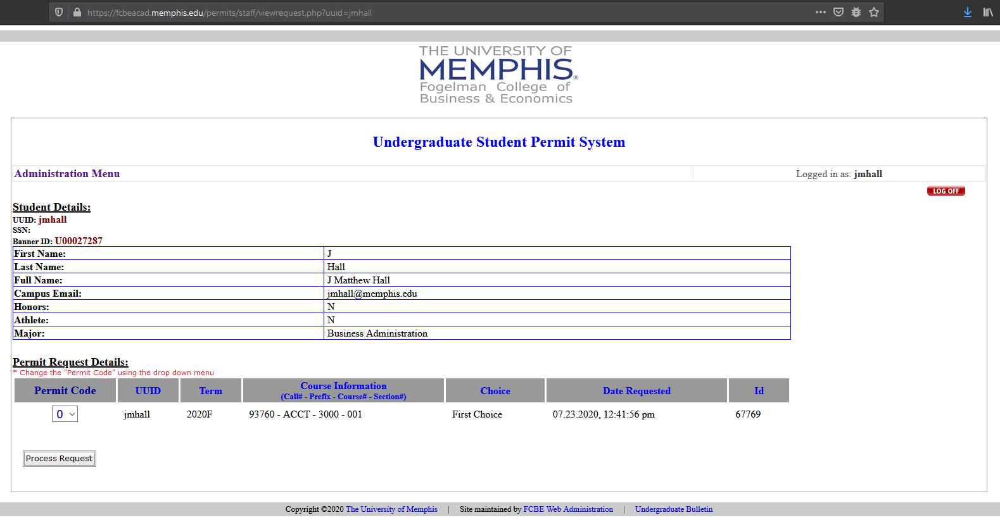 https://fcbeacad.memphis.edu/permits/staff/viewrequest.php?uuid=jmhall
THE UNIVERSITY OF
MEMPHIS®
Fogelman College of
Business & Economics
Undergraduate Student Permit System
Administration Menu Logged in as: jmhall
LOG OFF
Student Details:
UUID: jmhall
SSN:
Banner ID: U00027287
First Name: J
Last Name: Hall
Full Name: J Matthew Hall
Campus Email: jmhall@memphis.edu
Honors: N
Athlete: N
Major: Business Administration
Permit Request Details:
* Change the "Permit Code" using the drop down menu
Permit Code UUID Term Course Information Choice Date Requested Id
(Call# - Prefix - Course# - Section#)
0 jmhall 2020F 93760 - ACCT - 3000 - 001 First Choice 07.23.2020, 12:41:56 pm 67769
Process Request
Copyright ©2020 The University of Memphis | Site maintained by FCBE Web Administration | Undergraduate Bulletin